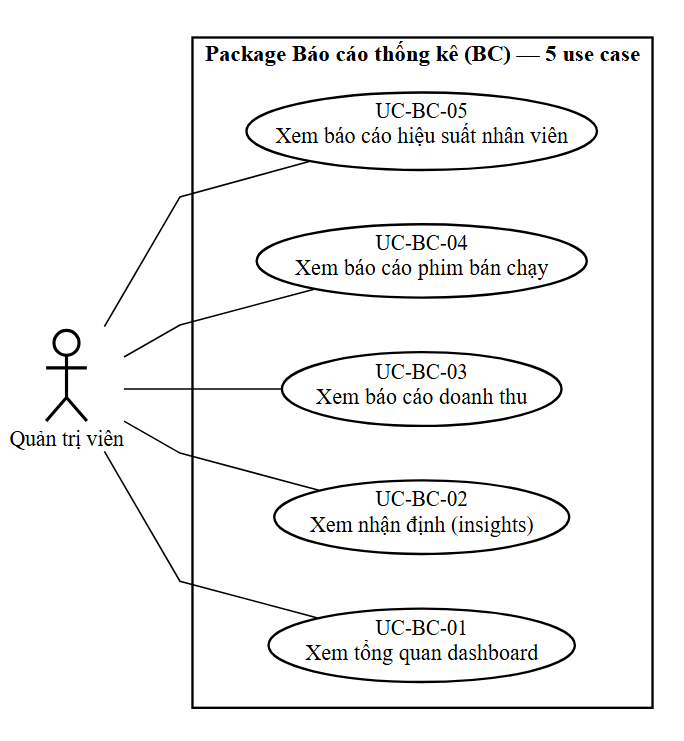 Package Báo cáo thống kê (BC) — 5 use case
UC-BC-05
Xem báo cáo hiệu suất nhân viên
UC-BC-04
Xem báo cáo phim bán chạy
UC-BC-03
Xem báo cáo doanh thu
Quản trị viên
UC-BC-02
Xem nhận định (insights)
UC-BC-01
Xem tổng quan dashboard